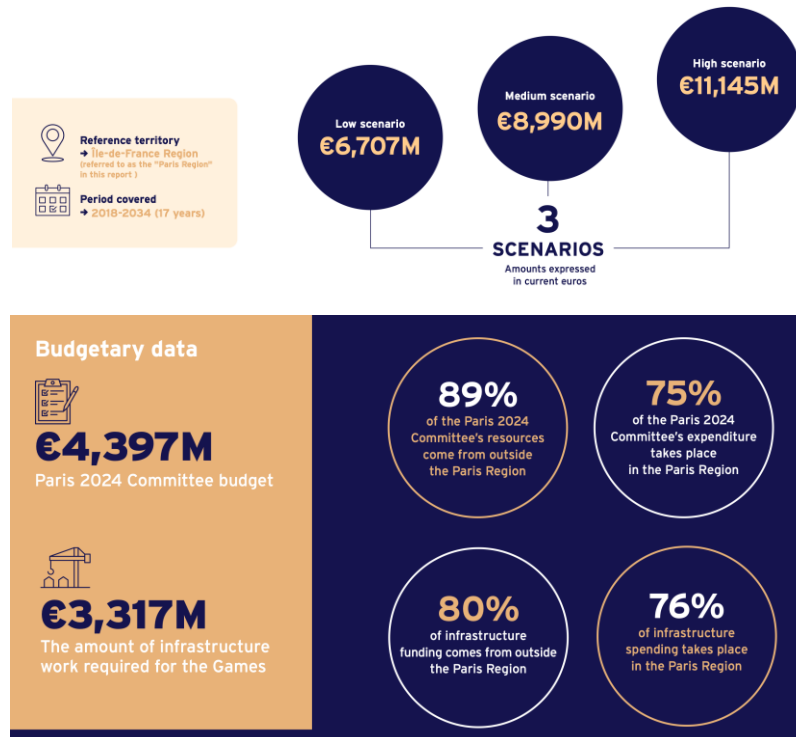 Reference territory
→ Île-de-France Region
(referred to as the "Paris Region"
in this report )
Period covered
→ 2018-2034 (17 years)
Low scenario
€6,707M
Medium scenario
€8,990M
High scenario
€11,145M
3
SCENARIOS
Amounts expressed
in current euros
Budgetary data
€4,397M
Paris 2024 Committee budget
€3,317M
The amount of infrastructure
work required for the Games
89%
of the Paris 2024
Committee's resources
come from outside
the Paris Region
75%
of the Paris 2024
Committee's expenditure
takes place
in the Paris Region
80%
of infrastructure
funding comes from outside
the Paris Region
76%
of infrastructure
spending takes place
in the Paris Region